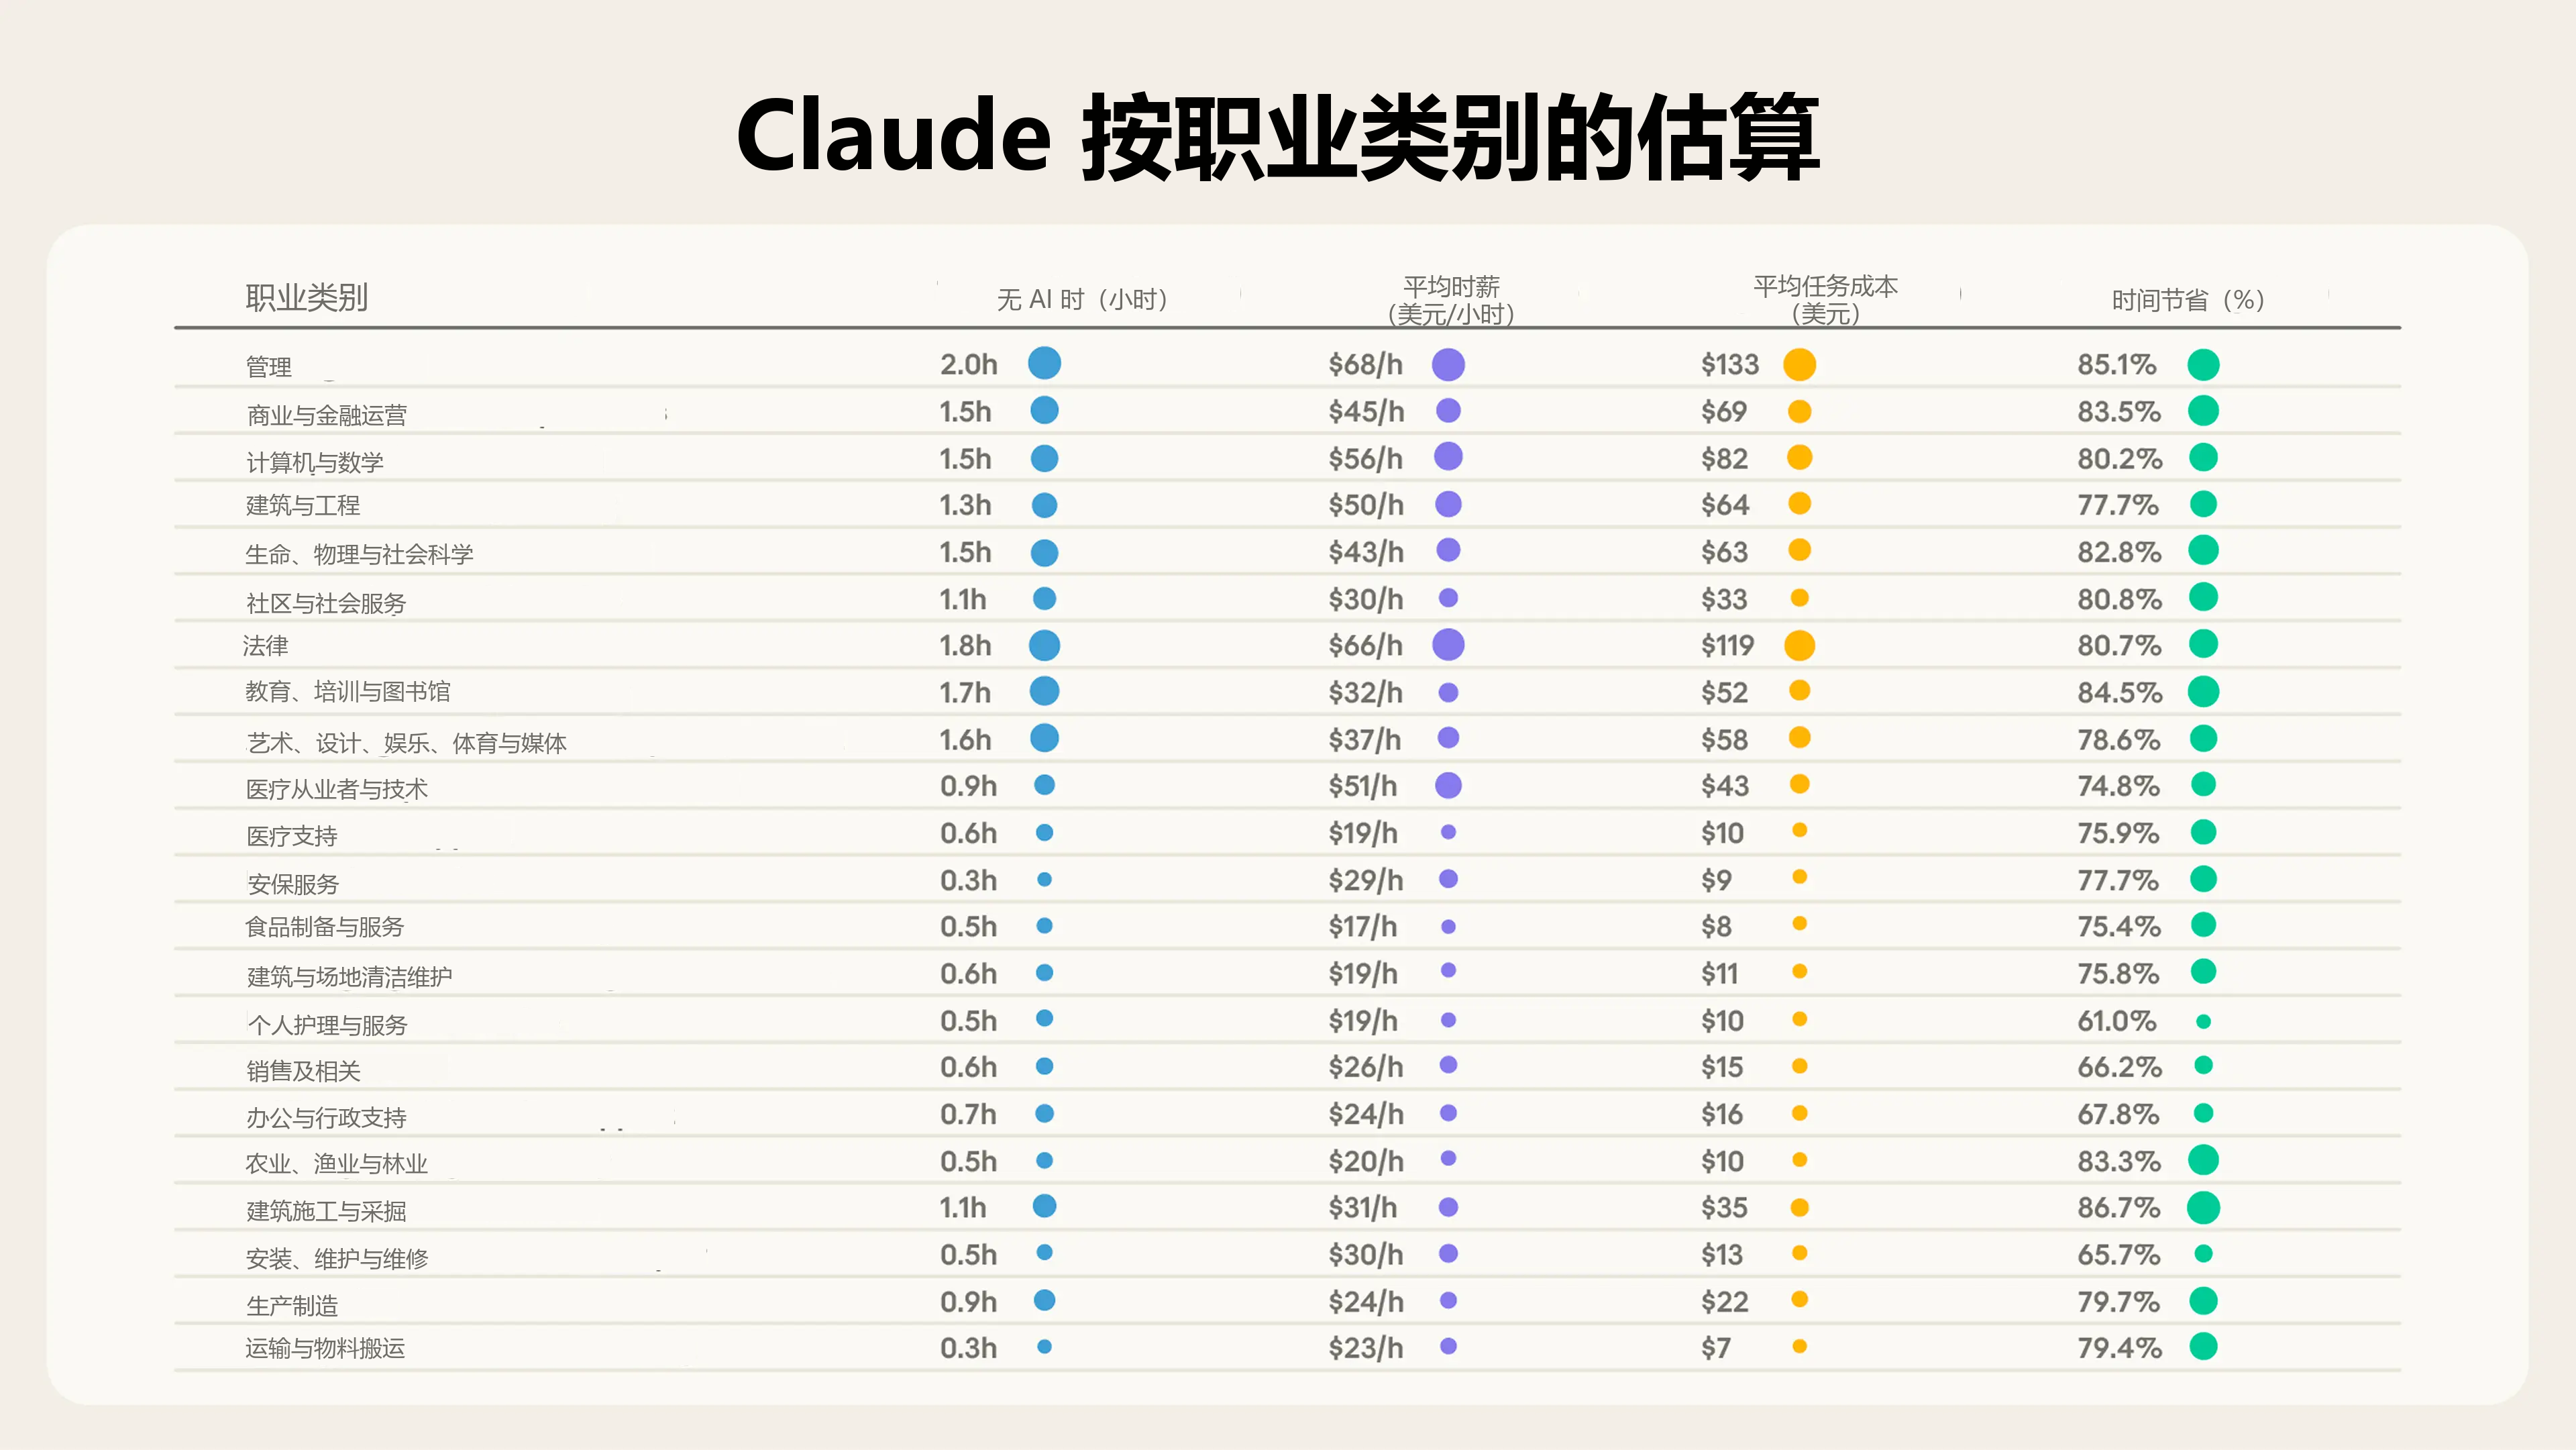 Claude 按职业类别的估算
职业类别 无 AI 时（小时） 平均时薪（美元/小时） 平均任务成本（美元） 时间节省（%）
管理 2.0h $68/h $133 85.1%
商业与金融运营 1.5h $45/h $69 83.5%
计算机与数学 1.5h $56/h $82 80.2%
建筑与工程 1.3h $50/h $64 77.7%
生命、物理与社会科学 1.5h $43/h $63 82.8%
社区与社会服务 1.1h $30/h $33 80.8%
法律 1.8h $66/h $119 80.7%
教育、培训与图书馆 1.7h $32/h $52 84.5%
艺术、设计、娱乐、体育与媒体 1.6h $37/h $58 78.6%
医疗从业者与技术 0.9h $51/h $43 74.8%
医疗支持 0.6h $19/h $10 75.9%
安保服务 0.3h $29/h $9 77.7%
食品制备与服务 0.5h $17/h $8 75.4%
建筑与场地清洁维护 0.6h $19/h $11 75.8%
个人护理与服务 0.5h $19/h $10 61.0%
销售及相关 0.6h $26/h $15 66.2%
办公与行政支持 0.7h $24/h $16 67.8%
农业、渔业与林业 0.5h $20/h $10 83.3%
建筑施工与采掘 1.1h $31/h $35 86.7%
安装、维护与维修 0.5h $30/h $13 65.7%
生产制造 0.9h $24/h $22 79.7%
运输与物料搬运 0.3h $23/h $7 79.4%